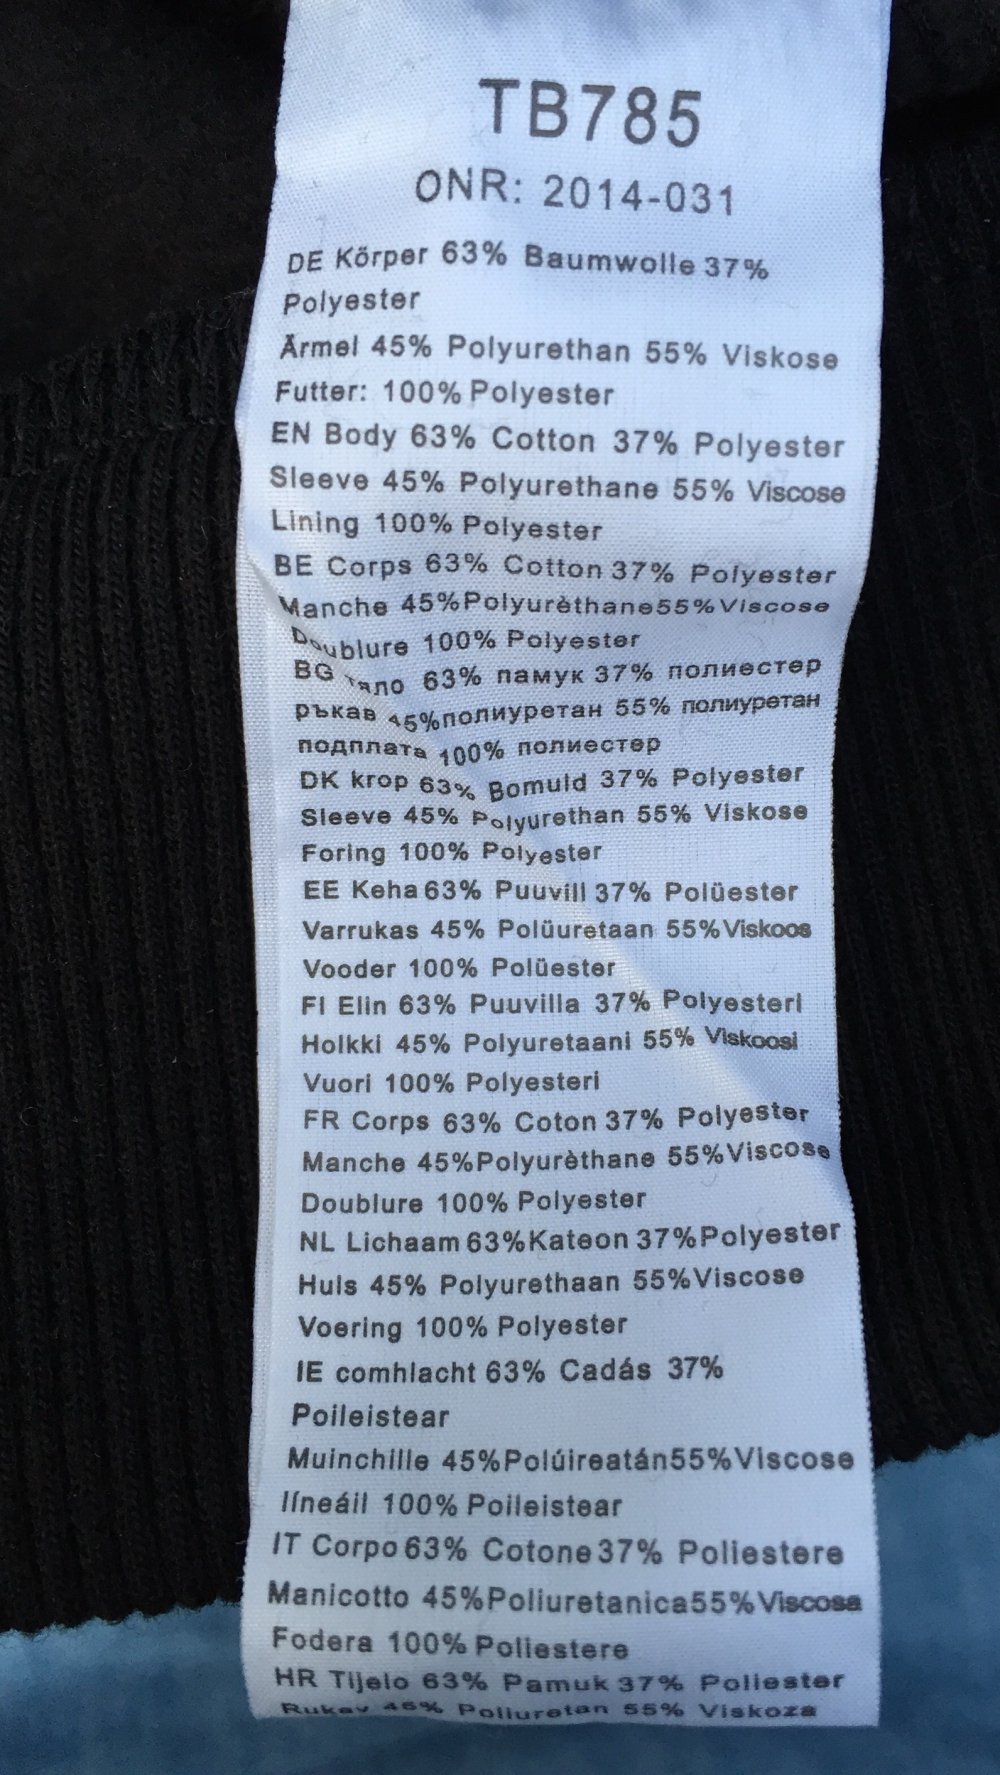 TB785
ONR: 2014-031
DE Körper 63% Baumwolle 37%
Polyester
Ärmel 45% Polyurethan 55% Viskose
Futter: 100% Polyester
EN Body 63% Cotton 37% Polyester
Sleeve 45% Polyurethane 55% Viscose
Lining 100% Polyester
BE Corps 63% Cotton 37% Polyester
Manche 45% Polyurèthane 55% Viscose
Doublure 100% Polyester
BG тяло 63% памук 37% полиестер
ръкав 45% полиуретан 55% полиуретан
подплата 100% полиестер
DK krop 63% Bomuld 37% Polyester
Sleeve 45% Polyurethan 55% Viskose
Foring 100% Polyester
EE Keha 63% Puuvill 37% Polüester
Varrukas 45% Polüuretaan 55% Viskoos
Vooder 100% Polüester
FI Elin 63% Puuvilla 37% Polyesteri
Holkki 45% Polyuretaani 55% Viskoosi
Vuori 100% Polyesteri
FR Corps 63% Coton 37% Polyester
Manche 45% Polyurèthane 55% Viscose
Doublure 100% Polyester
NL Lichaam 63% Kateon 37% Polyester
Huls 45% Polyurethaan 55% Viscose
Voering 100% Polyester
IE comhlacht 63% Cadás 37%
Poileistear
Muinchille 45% Polúireatán 55% Viscose
líneáil 100% Poileistear
IT Corpo 63% Cotone 37% Poliestere
Manicotto 45% Poliuretanica 55% Viscosa
Fodera 100% Poliestere
HR Tijelo 63% Pamuk 37% Poliester
Rukav 45% Poliuretan 55% Viskoza